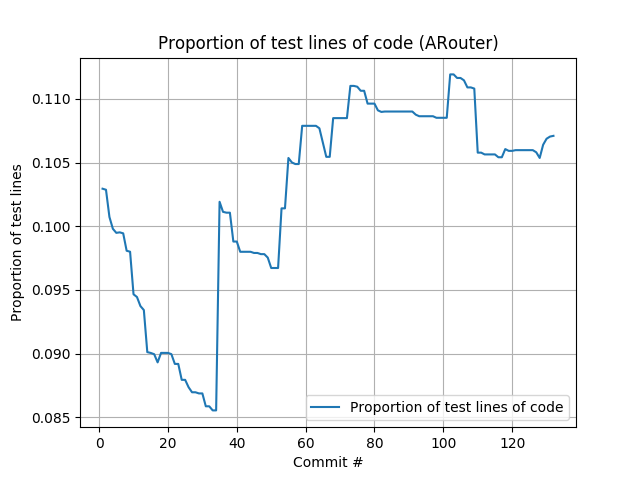 Proportion of test lines of code (ARouter)
0.110
0.105
0.100
0.095
0.090
0.085
Proportion of test lines
Proportion of test lines of code
0 20 40 60 80 100 120
Commit #